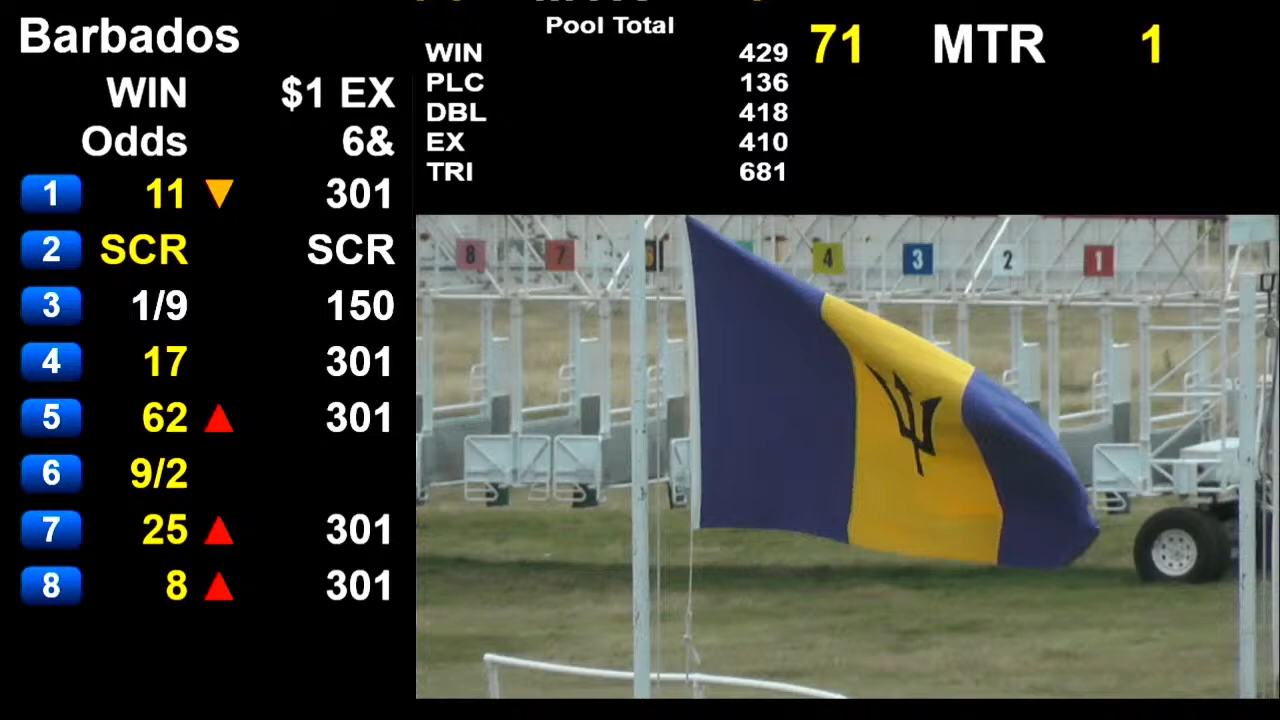 Barbados
WIN $1 EX
Odds 6&
1 11 301
2 SCR SCR
3 1/9 150
4 17 301
5 62 301
6 9/2
7 25 301
8 8 301
Pool Total
WIN 429
PLC 136
DBL 418
EX 410
TRI 681
71 MTR 1
8 7 6 4 3 2 1